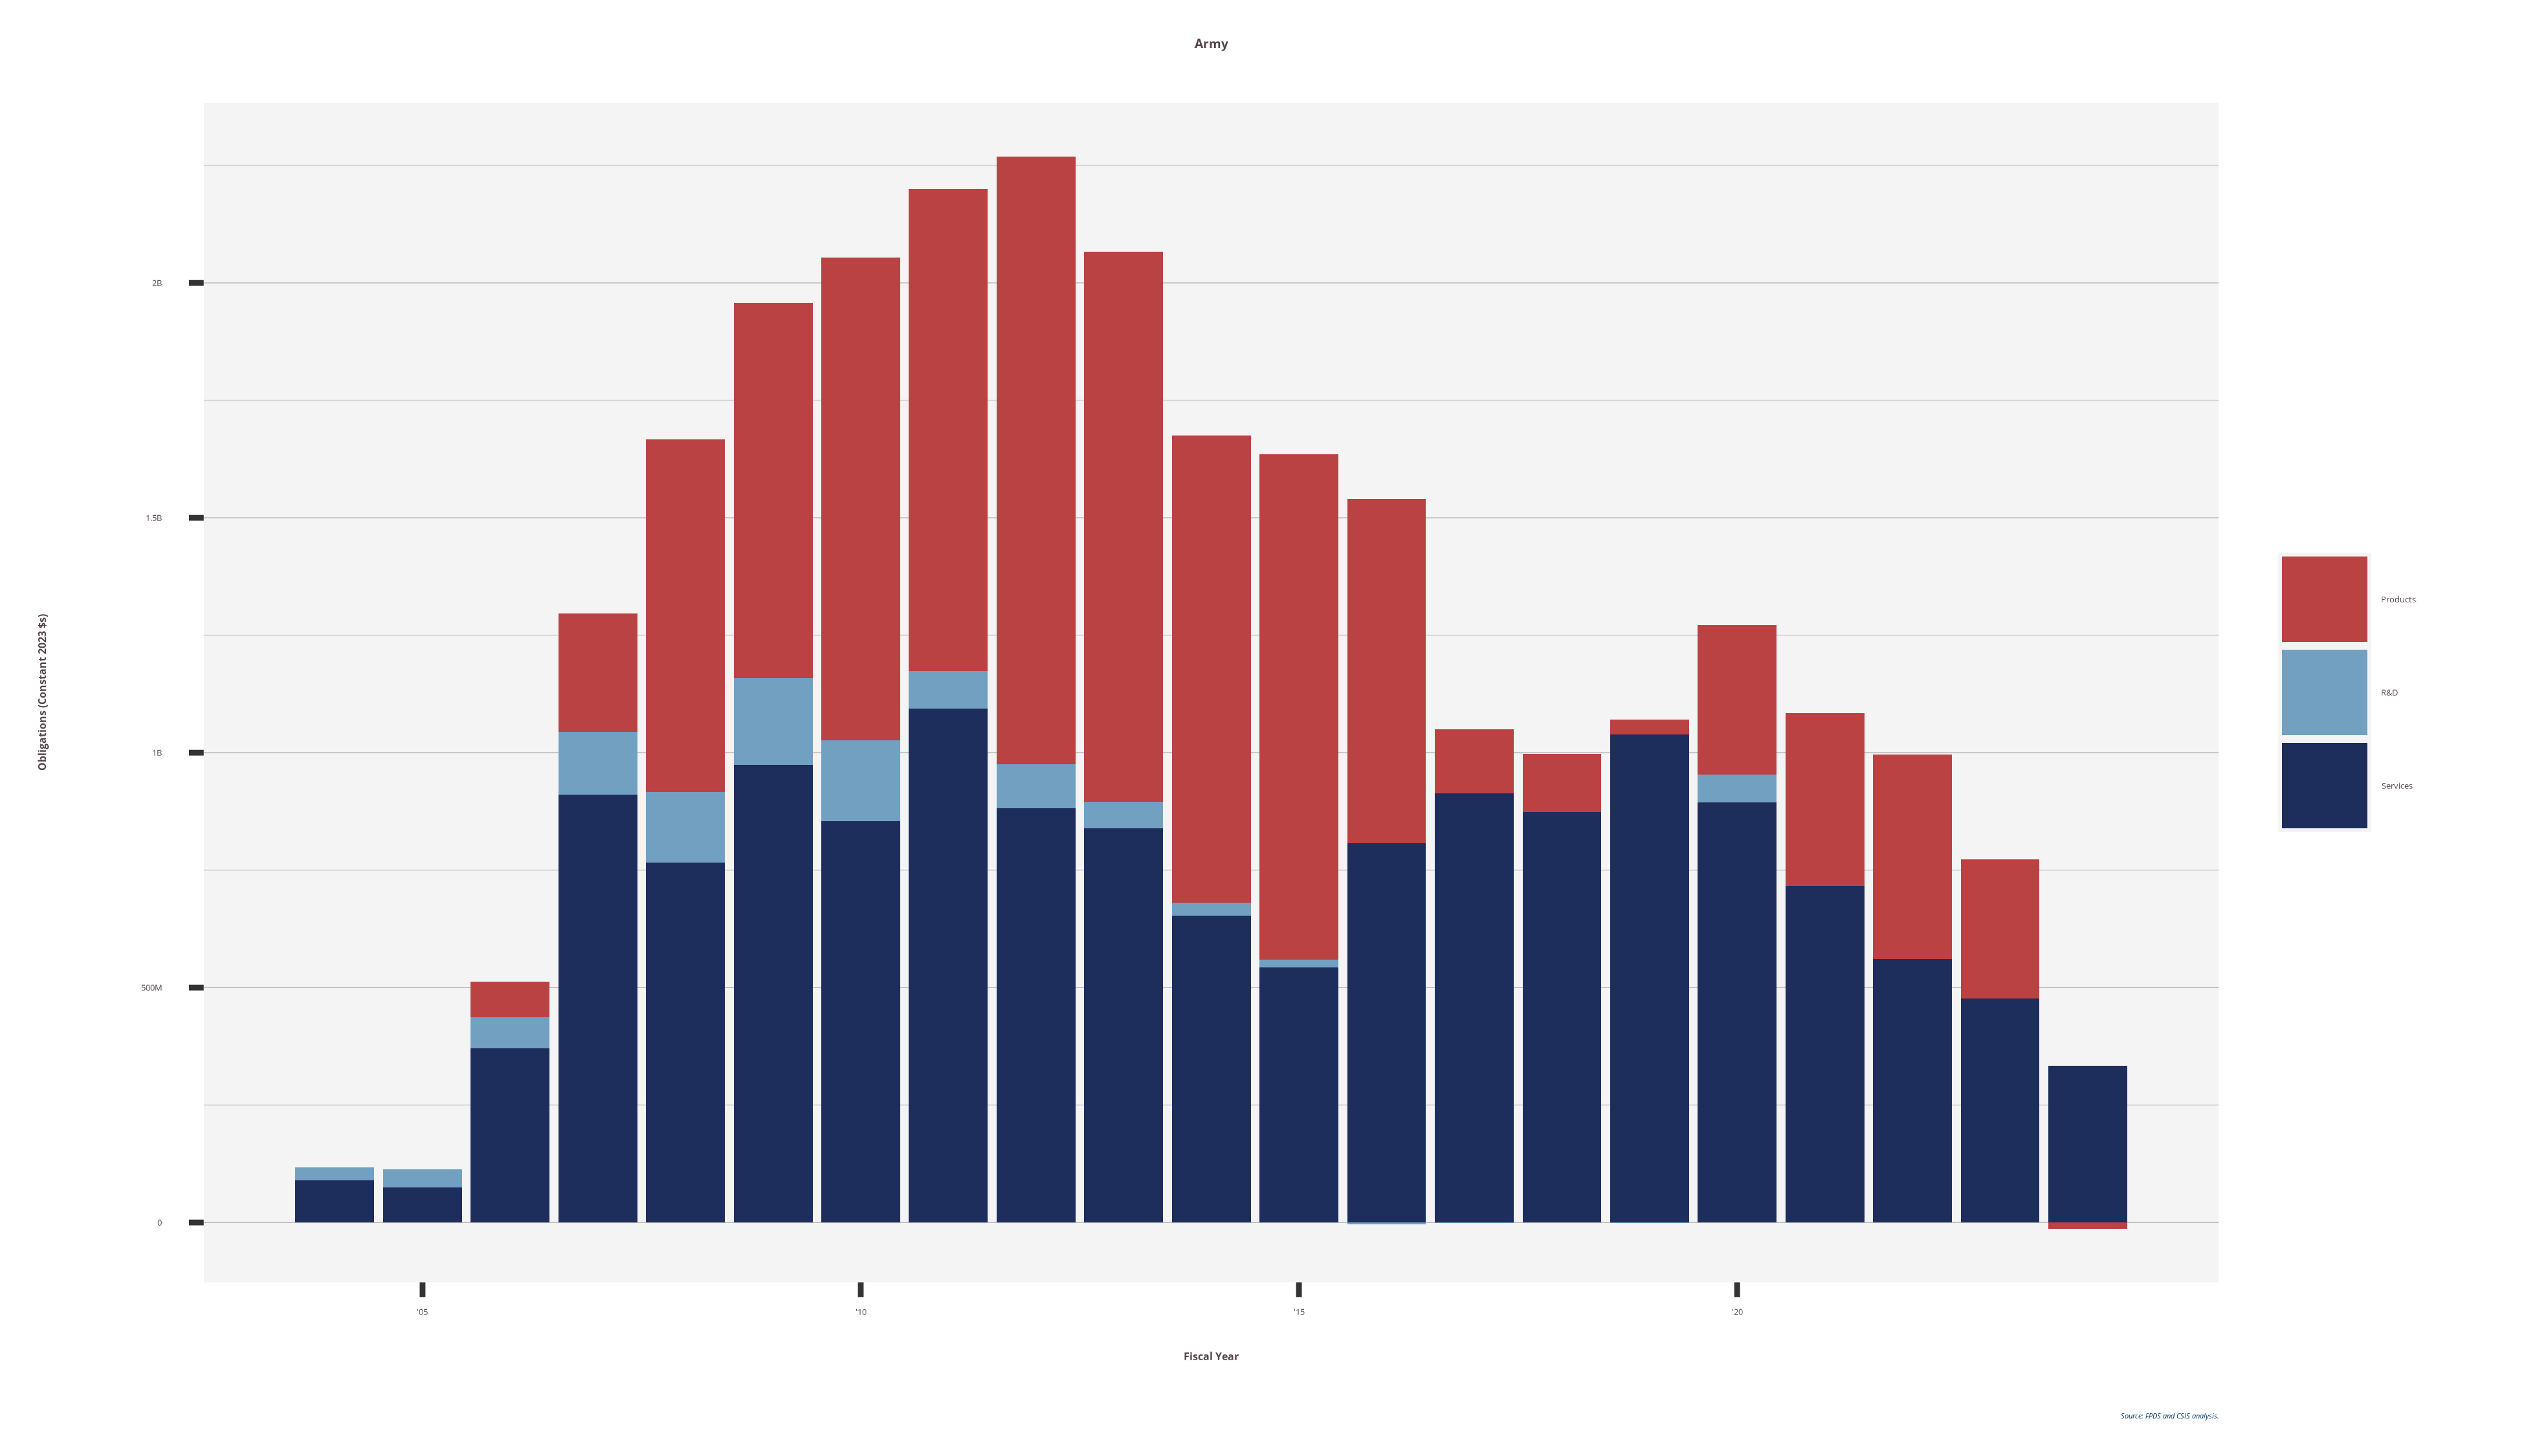 Army
Obligations (Constant 2023 $s)
2B
1.5B
1B
500M
0
'05
'10
'15
'20
Fiscal Year
Products
R&D
Services
Source: FPDS and CSIS analysis.